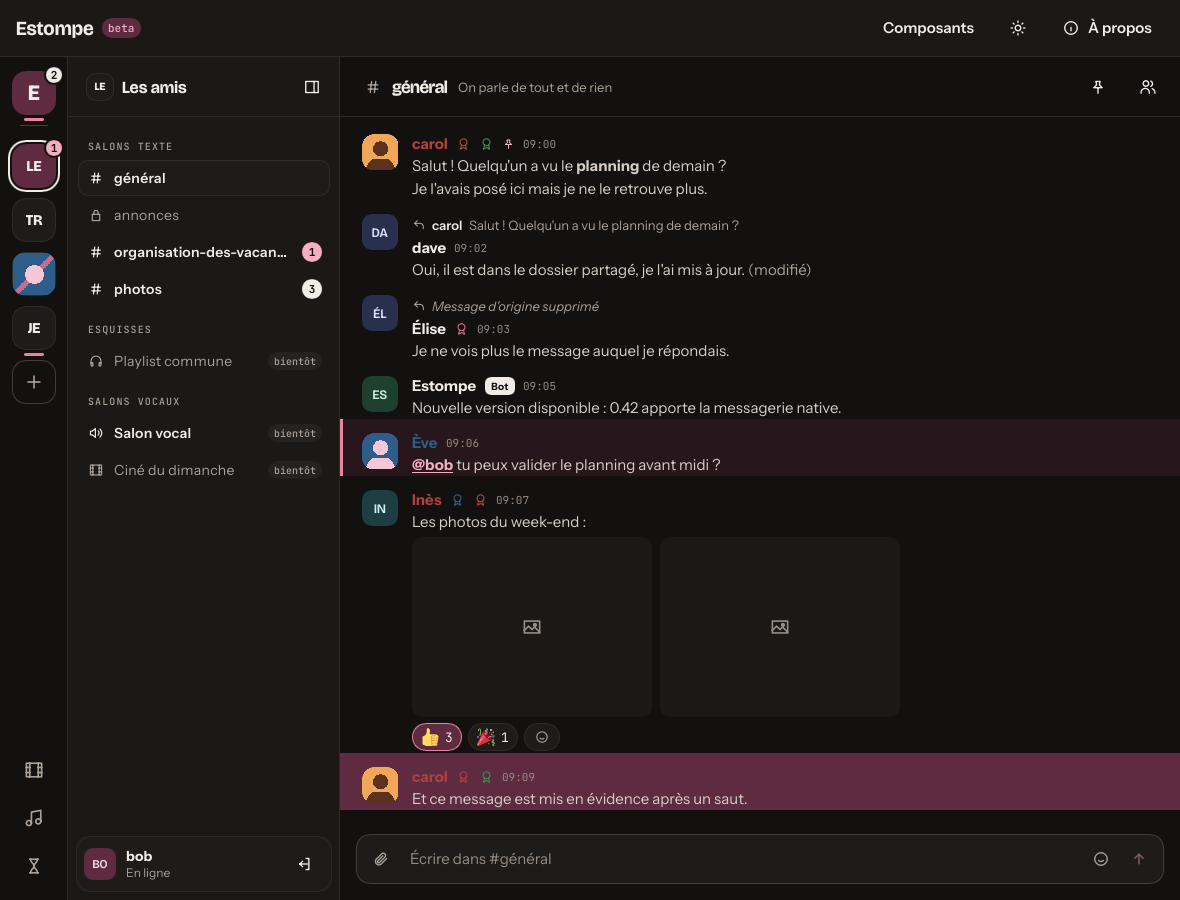 Estompe beta
Composants
À propos
E 2
LE 1
TR
JE
LE Les amis
SALONS TEXTE
# général
annonces
# organisation-des-vacan... 1
# photos 3
ESQUISSES
Playlist commune bientôt
SALONS VOCAUX
Salon vocal bientôt
Ciné du dimanche bientôt
BO bob
En ligne
# général On parle de tout et de rien
carol 09:00
Salut ! Quelqu'un a vu le planning de demain ?
Je l'avais posé ici mais je ne le retrouve plus.
carol Salut ! Quelqu'un a vu le planning de demain ?
DA dave 09:02
Oui, il est dans le dossier partagé, je l'ai mis à jour. (modifié)
Message d'origine supprimé
ÉL Élise 09:03
Je ne vois plus le message auquel je répondais.
ES Estompe Bot 09:05
Nouvelle version disponible : 0.42 apporte la messagerie native.
Ève 09:06
@bob tu peux valider le planning avant midi ?
IN Inès 09:07
Les photos du week-end :
👍 3 🎉 1
carol 09:09
Et ce message est mis en évidence après un saut.
Écrire dans #général